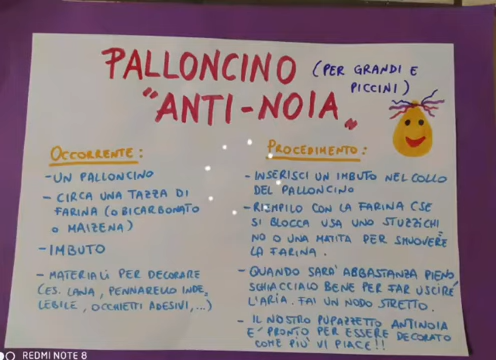 PALLONCINO (PER GRANDI E
PICCINI)
"ANTI-NOIA"
OCCORRENTE:
- UN PALLONCINO
- CIRCA UNA TAZZA DI
FARINA (O BICARBONATO
O MAIZENA)
- IMBUTO
- MATERIALI PER DECORARE
(ES. LANA, PENNARELLO INDE,
LEBILE, OCCHIETTI ADESIVI,...)
PROCEDIMENTO:
- INSERISCI UN IMBUTO NEL COLLO
DEL PALLONCINO
- RIEMPILO CON LA FARINA (SE
SI BLOCCA USA UNO STUZZICHI
NO O UNA MATITA PER SMUOVERE
LA FARINA.
- QUANDO SARA' ABBASTANZA PIENO
SCHIACCIALO BENE PER FAR USCIRE
L'ARIA. FAI UN NODO STRETTO.
- IL NOSTRO PUPAZZETTO ANTINOIA
E' PRONTO PER ESSERE DECORATO
COME PIU' VI PIACE!!
REDMI NOTE 8